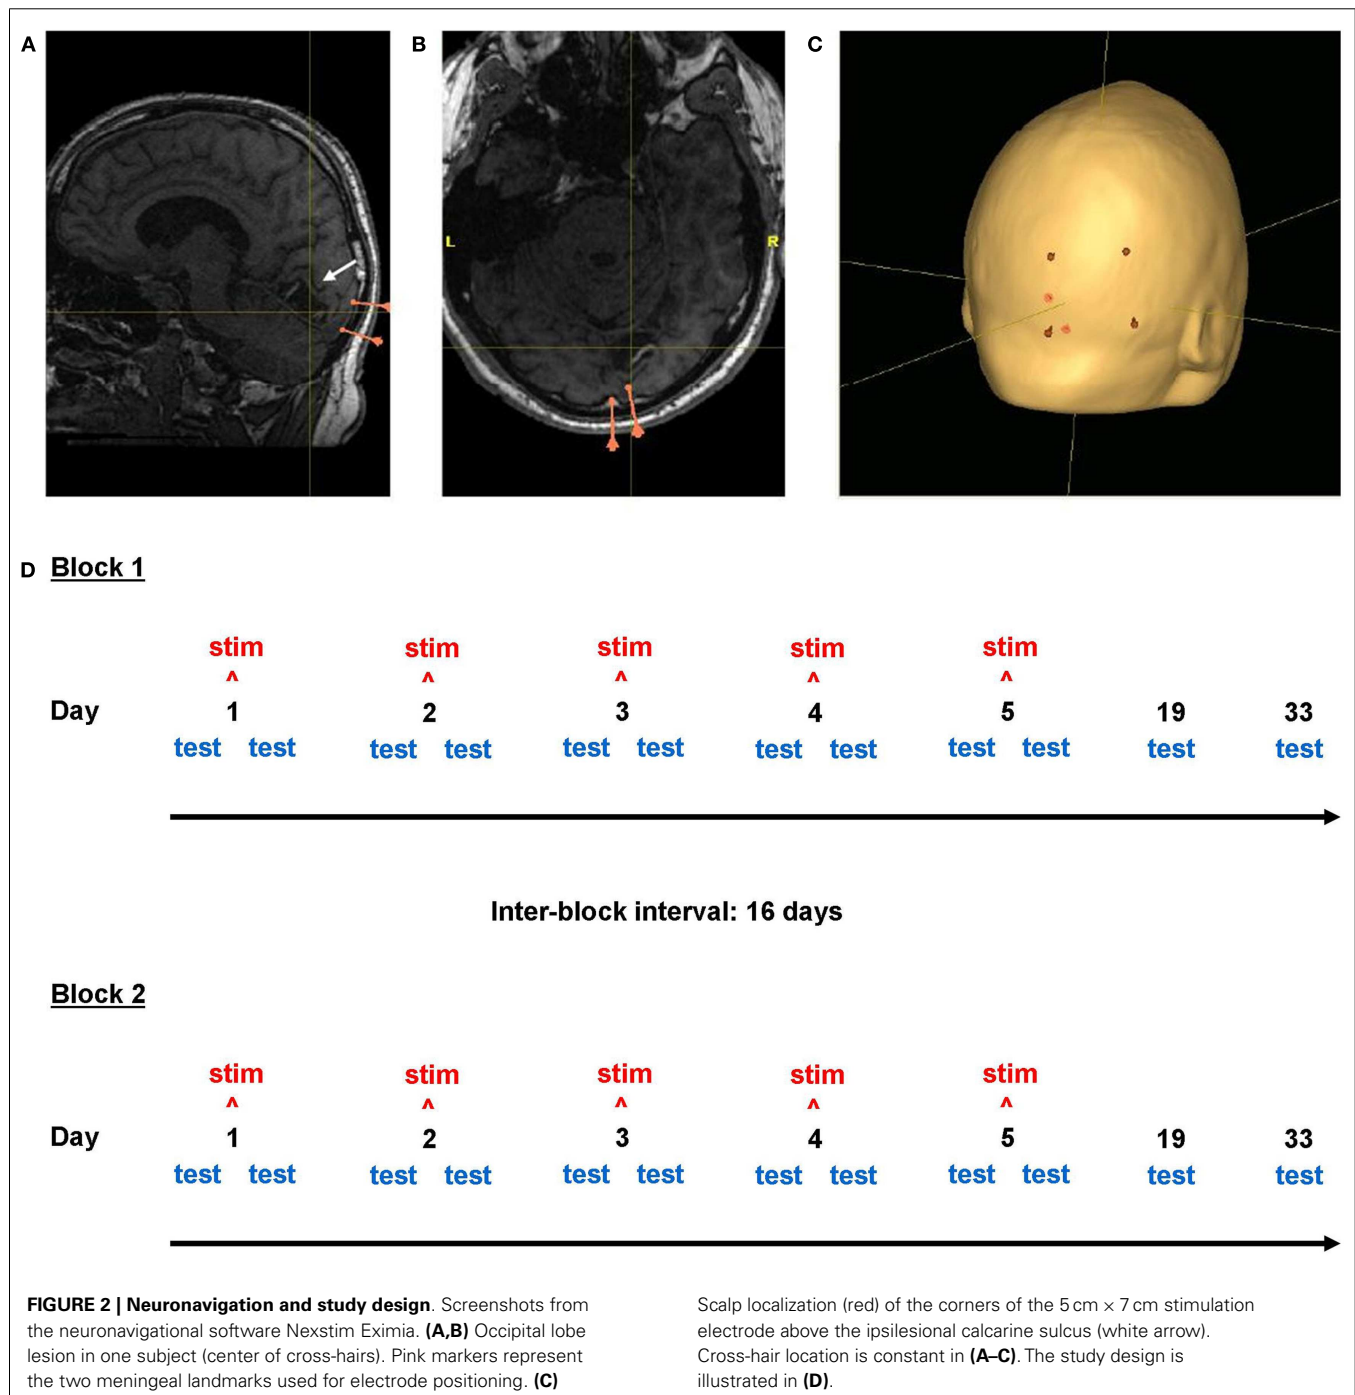 A
B
C
L
R
D Block 1
stim stim stim stim stim
^ ^ ^ ^ ^
Day 1 2 3 4 5 19 33
test test test test test test test test test test test test
Inter-block interval: 16 days
Block 2
stim stim stim stim stim
^ ^ ^ ^ ^
Day 1 2 3 4 5 19 33
test test test test test test test test test test test test
FIGURE 2 | Neuronavigation and study design. Screenshots from
the neuronavigational software Nexstim Eximia. (A,B) Occipital lobe
lesion in one subject (center of cross-hairs). Pink markers represent
the two meningeal landmarks used for electrode positioning. (C)
Scalp localization (red) of the corners of the 5 cm × 7 cm stimulation
electrode above the ipsilesional calcarine sulcus (white arrow).
Cross-hair location is constant in (A–C). The study design is
illustrated in (D).